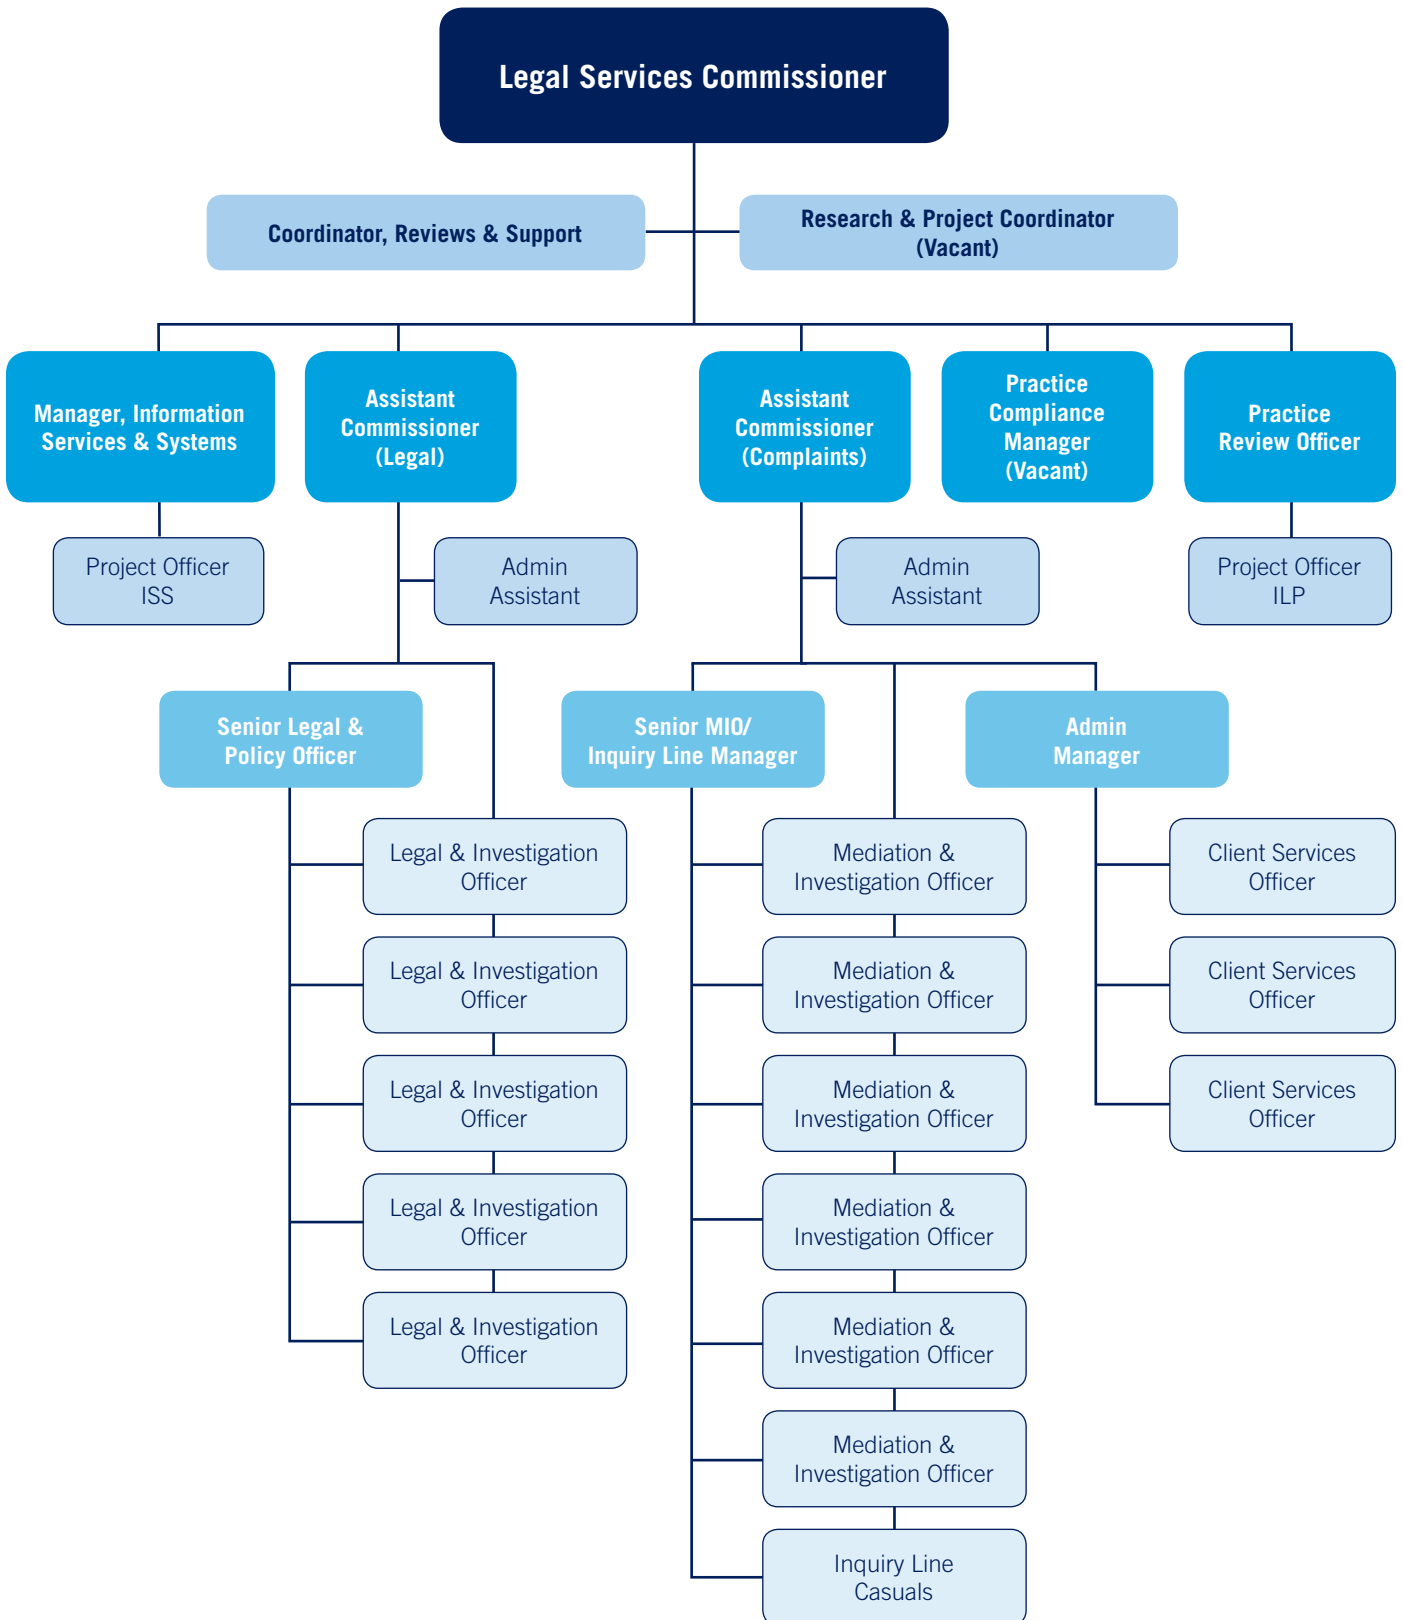 Legal Services Commissioner
Coordinator, Reviews & Support
Research & Project Coordinator
(Vacant)
Manager, Information
Services & Systems
Assistant
Commissioner
(Legal)
Assistant
Commissioner
(Complaints)
Practice
Compliance
Manager
(Vacant)
Practice
Review Officer
Project Officer
ISS
Admin
Assistant
Admin
Assistant
Project Officer
ILP
Senior Legal &
Policy Officer
Senior MIO/
Inquiry Line Manager
Admin
Manager
Legal & Investigation
Officer
Mediation &
Investigation Officer
Client Services
Officer
Legal & Investigation
Officer
Mediation &
Investigation Officer
Client Services
Officer
Legal & Investigation
Officer
Mediation &
Investigation Officer
Client Services
Officer
Legal & Investigation
Officer
Mediation &
Investigation Officer
Legal & Investigation
Officer
Mediation &
Investigation Officer
Mediation &
Investigation Officer
Inquiry Line
Casuals